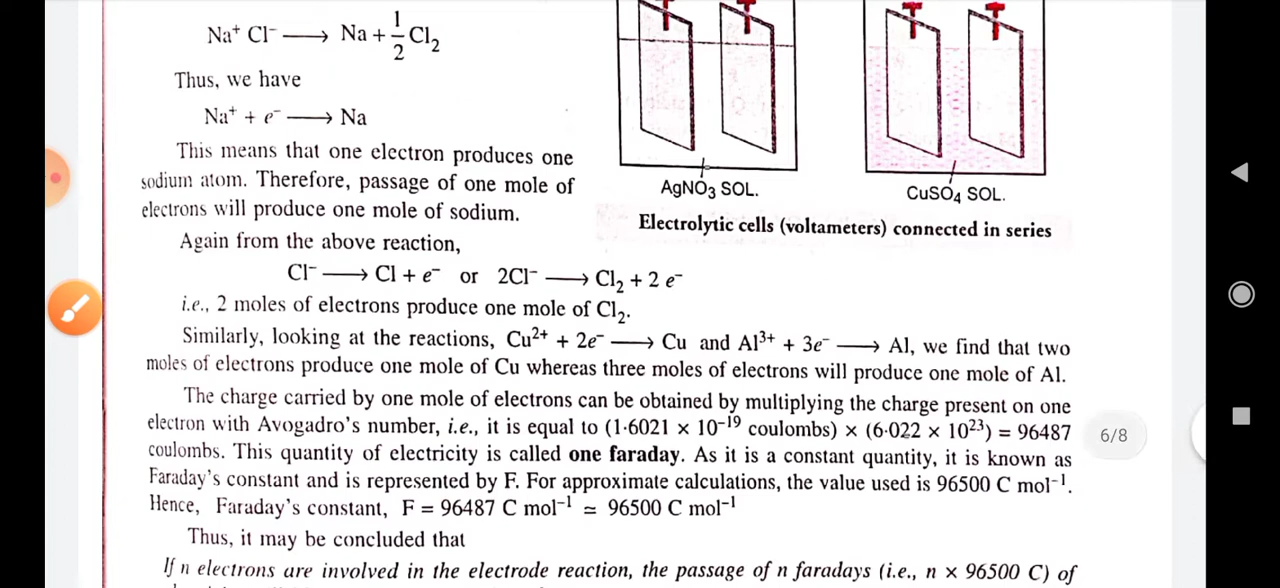 Na⁺ Cl⁻ ⟶ Na + 1/2 Cl₂
Thus, we have
Na⁺ + e⁻ ⟶ Na
This means that one electron produces one
sodium atom. Therefore, passage of one mole of
electrons will produce one mole of sodium.
AgNO₃ SOL.
CuSO₄ SOL.
Electrolytic cells (voltameters) connected in series
Again from the above reaction,
Cl⁻ ⟶ Cl + e⁻ or 2Cl⁻ ⟶ Cl₂ + 2 e⁻
i.e., 2 moles of electrons produce one mole of Cl₂.
Similarly, looking at the reactions, Cu²⁺ + 2e⁻ ⟶ Cu and Al³⁺ + 3e⁻ ⟶ Al, we find that two
moles of electrons produce one mole of Cu whereas three moles of electrons will produce one mole of Al.
The charge carried by one mole of electrons can be obtained by multiplying the charge present on one
electron with Avogadro's number, i.e., it is equal to (1·6021 × 10⁻¹⁹ coulombs) × (6·022 × 10²³) = 96487
coulombs. This quantity of electricity is called one faraday. As it is a constant quantity, it is known as
Faraday's constant and is represented by F. For approximate calculations, the value used is 96500 C mol⁻¹.
Hence, Faraday's constant, F = 96487 C mol⁻¹ ≃ 96500 C mol⁻¹
Thus, it may be concluded that
If n electrons are involved in the electrode reaction, the passage of n faradays (i.e., n × 96500 C) of
6/8